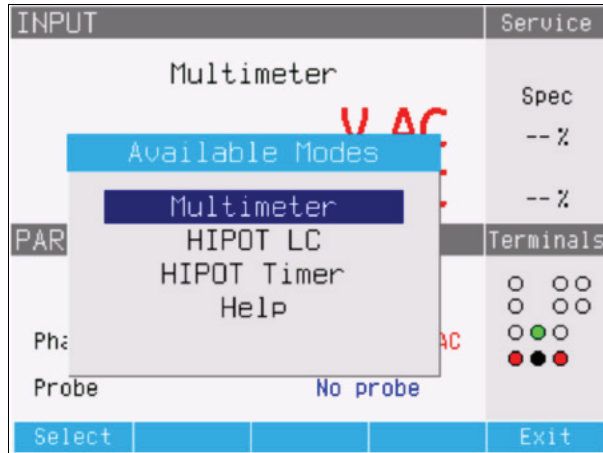 INPUT
Service
Multimeter
Spec
V AC
-- %
Available Modes
Multimeter
-- %
HIPOT LC
PAR
Terminals
HIPOT Timer
Help
AC
Probe
No probe
Select
Exit